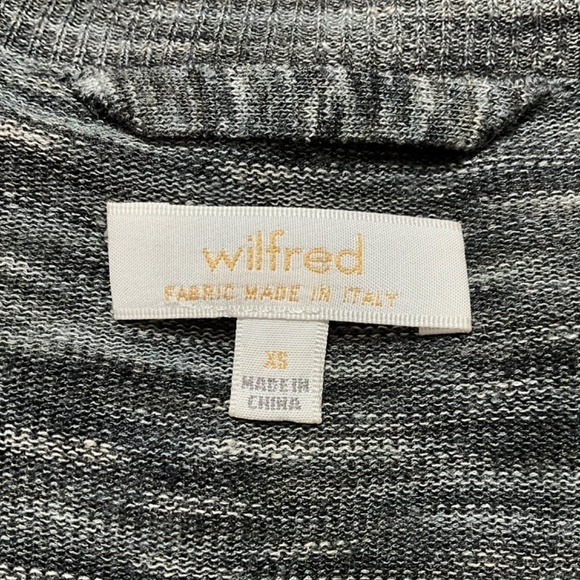 wilfred
FABRIC MADE IN ITALY
XS
MADE IN
CHINA